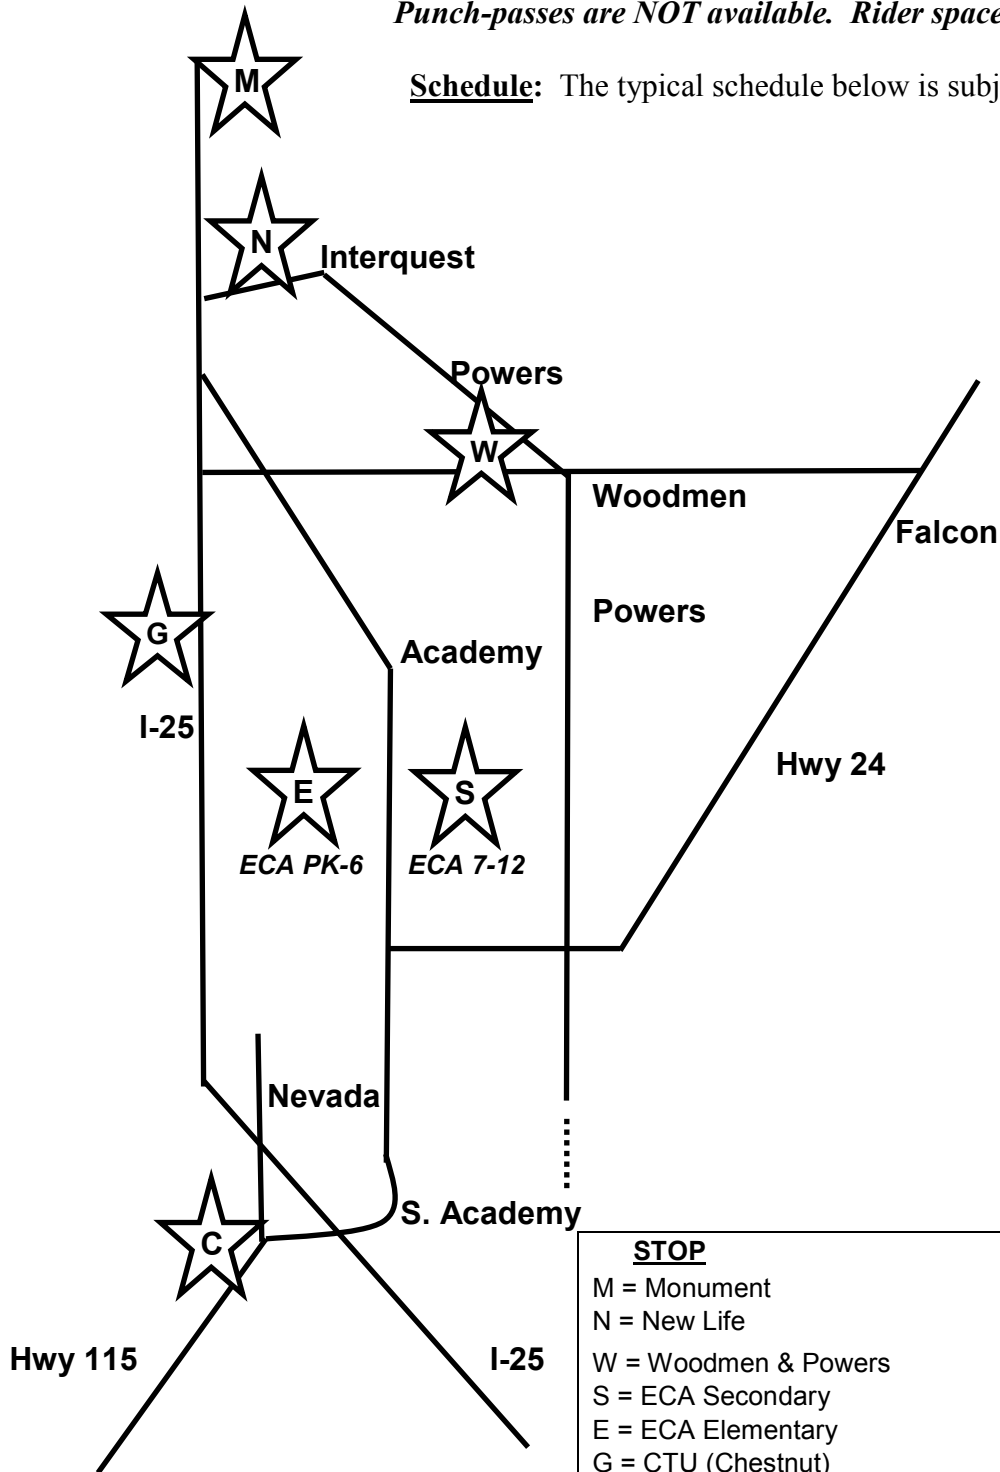 Punch-passes are NOT available. Rider space
Schedule: The typical schedule below is subj
M
N
Interquest
Powers
W
Woodmen
Falcon
G
Powers
Academy
I-25
Hwy 24
E
S
ECA PK-6
ECA 7-12
Nevada
S. Academy
C
STOP
M = Monument
N = New Life
Hwy 115
I-25
W = Woodmen & Powers
S = ECA Secondary
E = ECA Elementary
G = CTU (Chestnut)